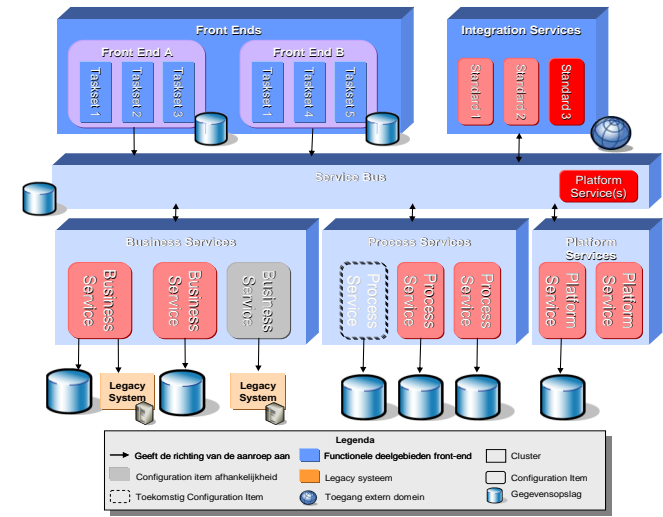 Front Ends
Integration Services
Front End A
Front End B
Taskset 1
Taskset 2
Taskset 3
Taskset 1
Taskset 4
Taskset 5
Standard 1
Standard 2
Standard 3
Service Bus
Platform
Service(s)
Business Services
Process Services
Platform
Services
Business
Service
Business
Service
Business
Service
Process
Service
Process
Service
Process
Service
Platform
Service
Platform
Service
Legacy
System
Legacy
System
Legenda
Geeft de richting van de aanroep aan
Functionele deelgebieden front-end
Cluster
Configuration item afhankelijkheid
Legacy systeem
Configuration Item
Toekomstig Configuration Item
Toegang extern domein
Gegevensopslag